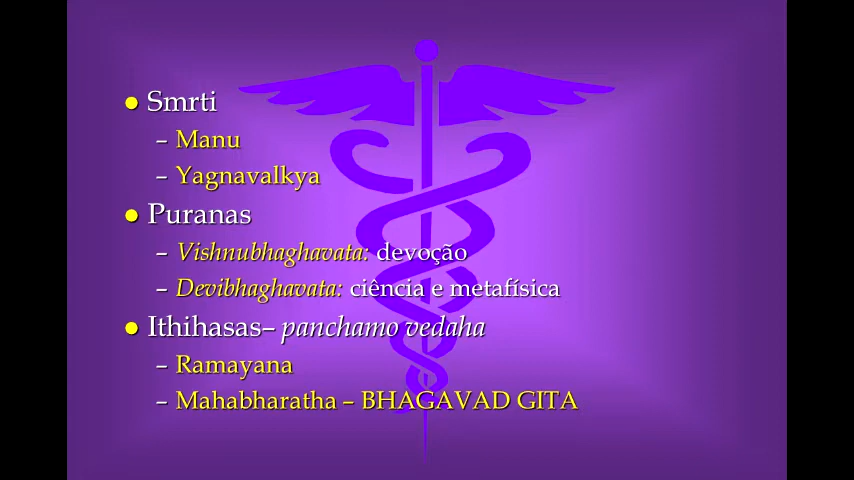 ● Smrti
– Manu
– Yagnavalkya
● Puranas
– Vishnubhaghavata: devoção
– Devibhaghavata: ciência e metafísica
● Ithihasas– panchamo vedaha
– Ramayana
– Mahabharatha – BHAGAVAD GITA